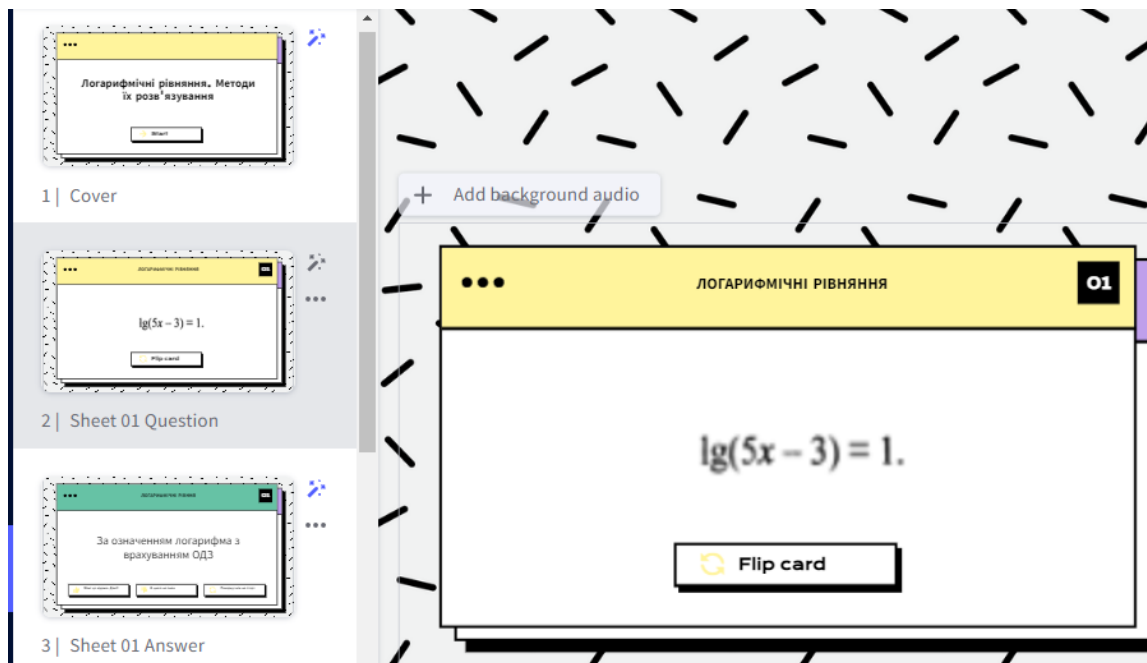 Логарифмічні рівняння. Методи
їх розв'язування
Start
1 | Cover
ЛОГАРИФМІЧНІ РІВНЯННЯ
01
lg(5x – 3) = 1.
Flip card
2 | Sheet 01 Question
ЛОГАРИФМІЧНІ РІВНЯННЯ
01
За означенням логарифма з
врахуванням ОДЗ
3 | Sheet 01 Answer
+ Add background audio
ЛОГАРИФМІЧНІ РІВНЯННЯ
01
lg(5x – 3) = 1.
Flip card